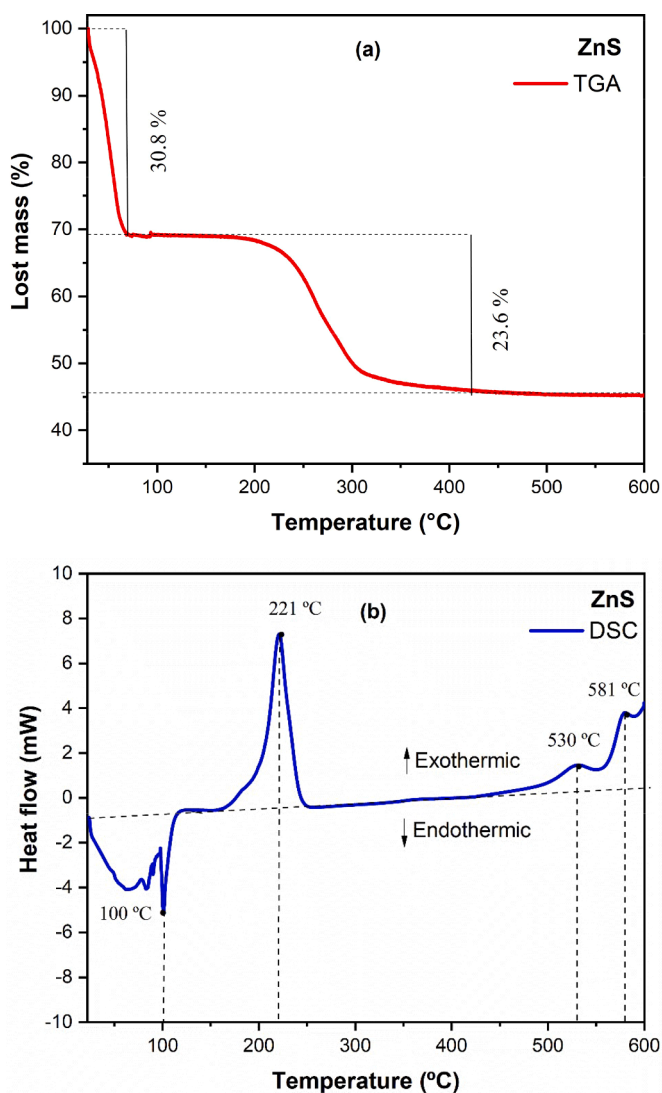 (a)
ZnS
TGA
30.8 %
23.6 %
Lost mass (%)
100
90
80
70
60
50
40
100
200
300
400
500
600
Temperature (°C)
(b)
ZnS
DSC
221 ºC
581 ºC
530 ºC
Exothermic
Endothermic
100 ºC
Heat flow (mW)
10
8
6
4
2
0
-2
-4
-6
-8
-10
100
200
300
400
500
600
Temperature (ºC)